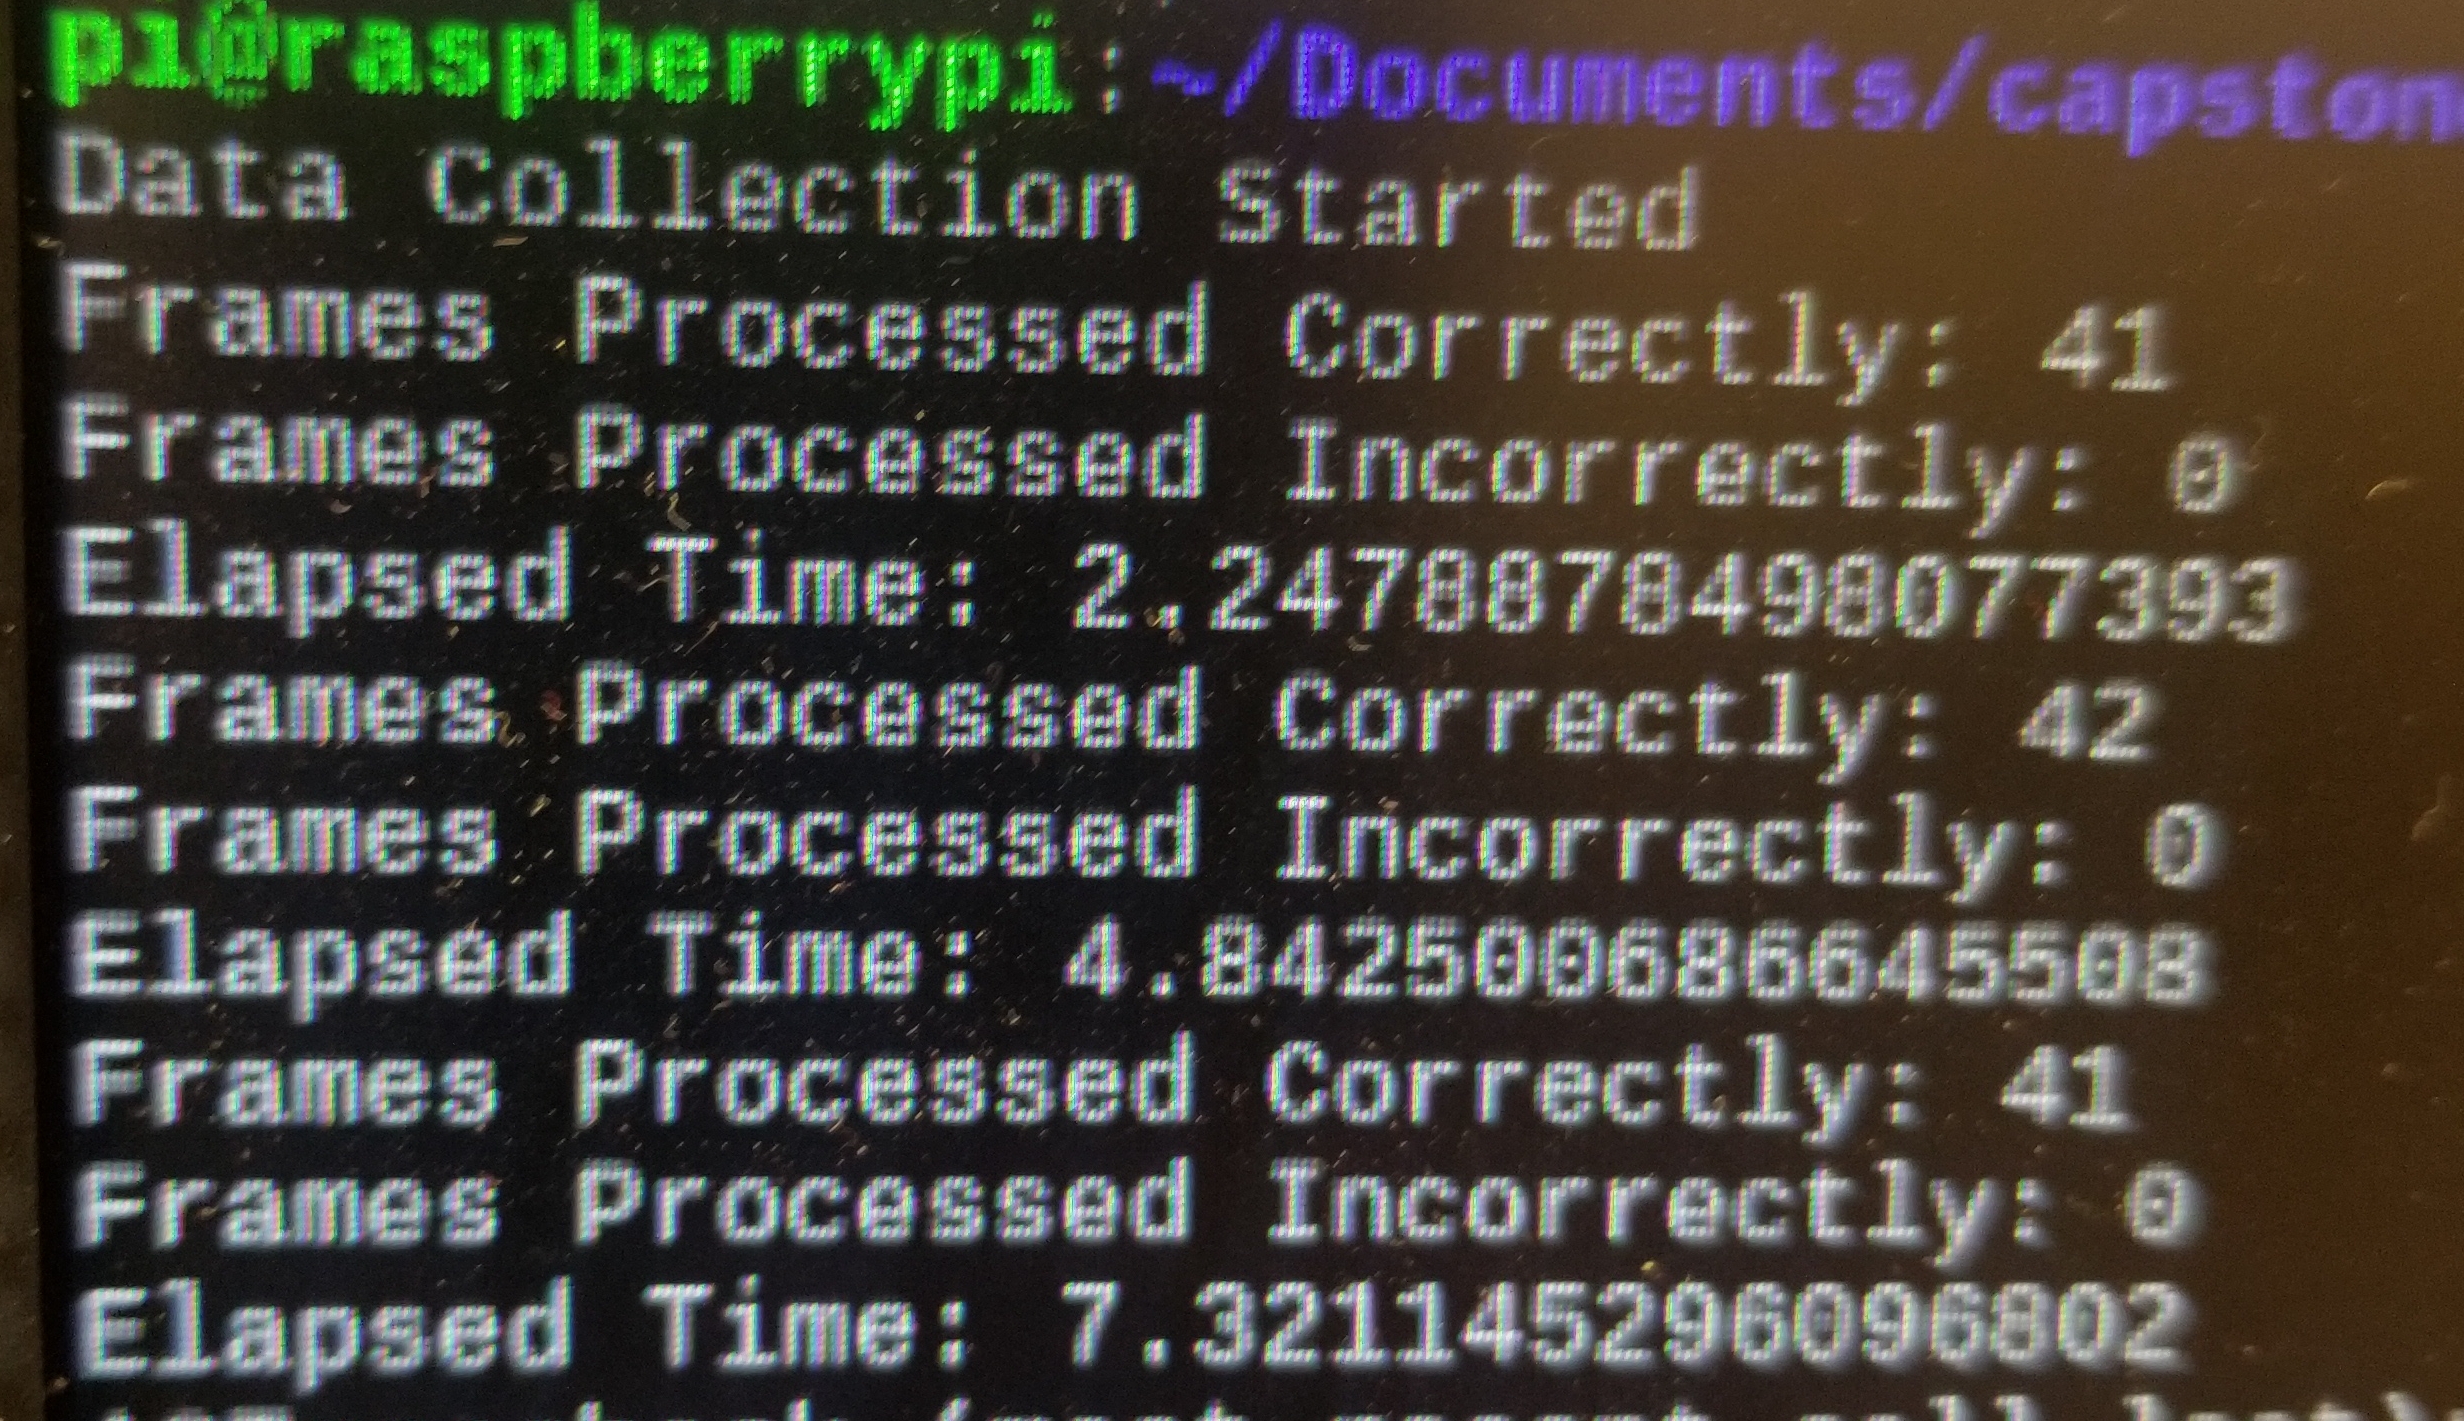 pi@raspberrypi:~/Documents/capston
Data Collection Started
Frames Processed Correctly: 41
Frames Processed Incorrectly: 0
Elapsed Time: 2.2478878498077393
Frames Processed Correctly: 42
Frames Processed Incorrectly: 0
Elapsed Time: 4.842500686645508
Frames Processed Correctly: 41
Frames Processed Incorrectly: 0
Elapsed Time: 7.321145296096802